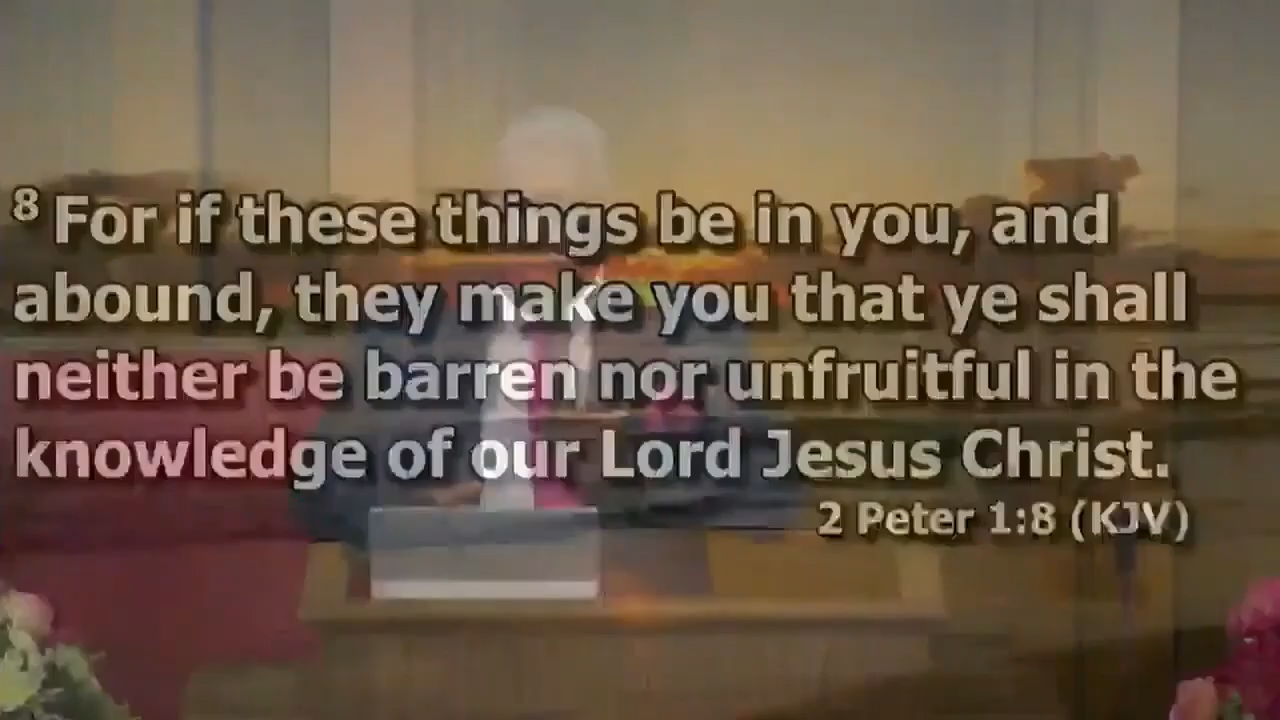 8 For if these things be in you, and
abound, they make you that ye shall
neither be barren nor unfruitful in the
knowledge of our Lord Jesus Christ.
2 Peter 1:8 (KJV)